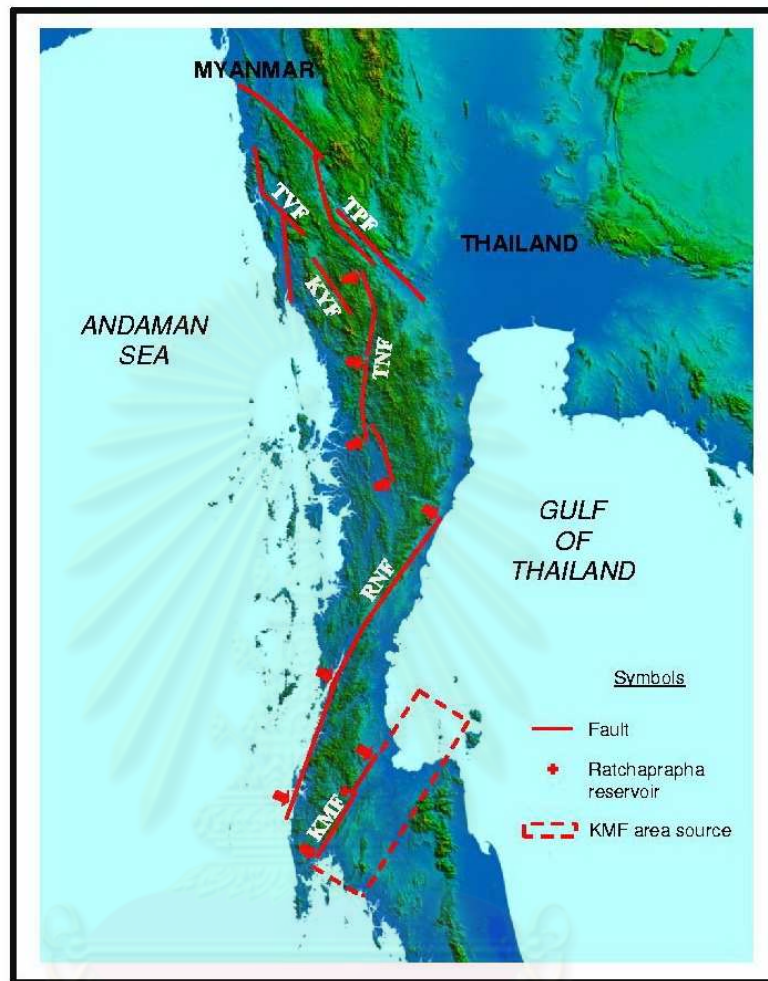 MYANMAR
TVF
TPF
THAILAND
KYF
ANDAMAN
SEA
TNF
GULF
OF
THAILAND
RNF
Symbols
Fault
Ratchaprapha
reservoir
KMF
KMF area source